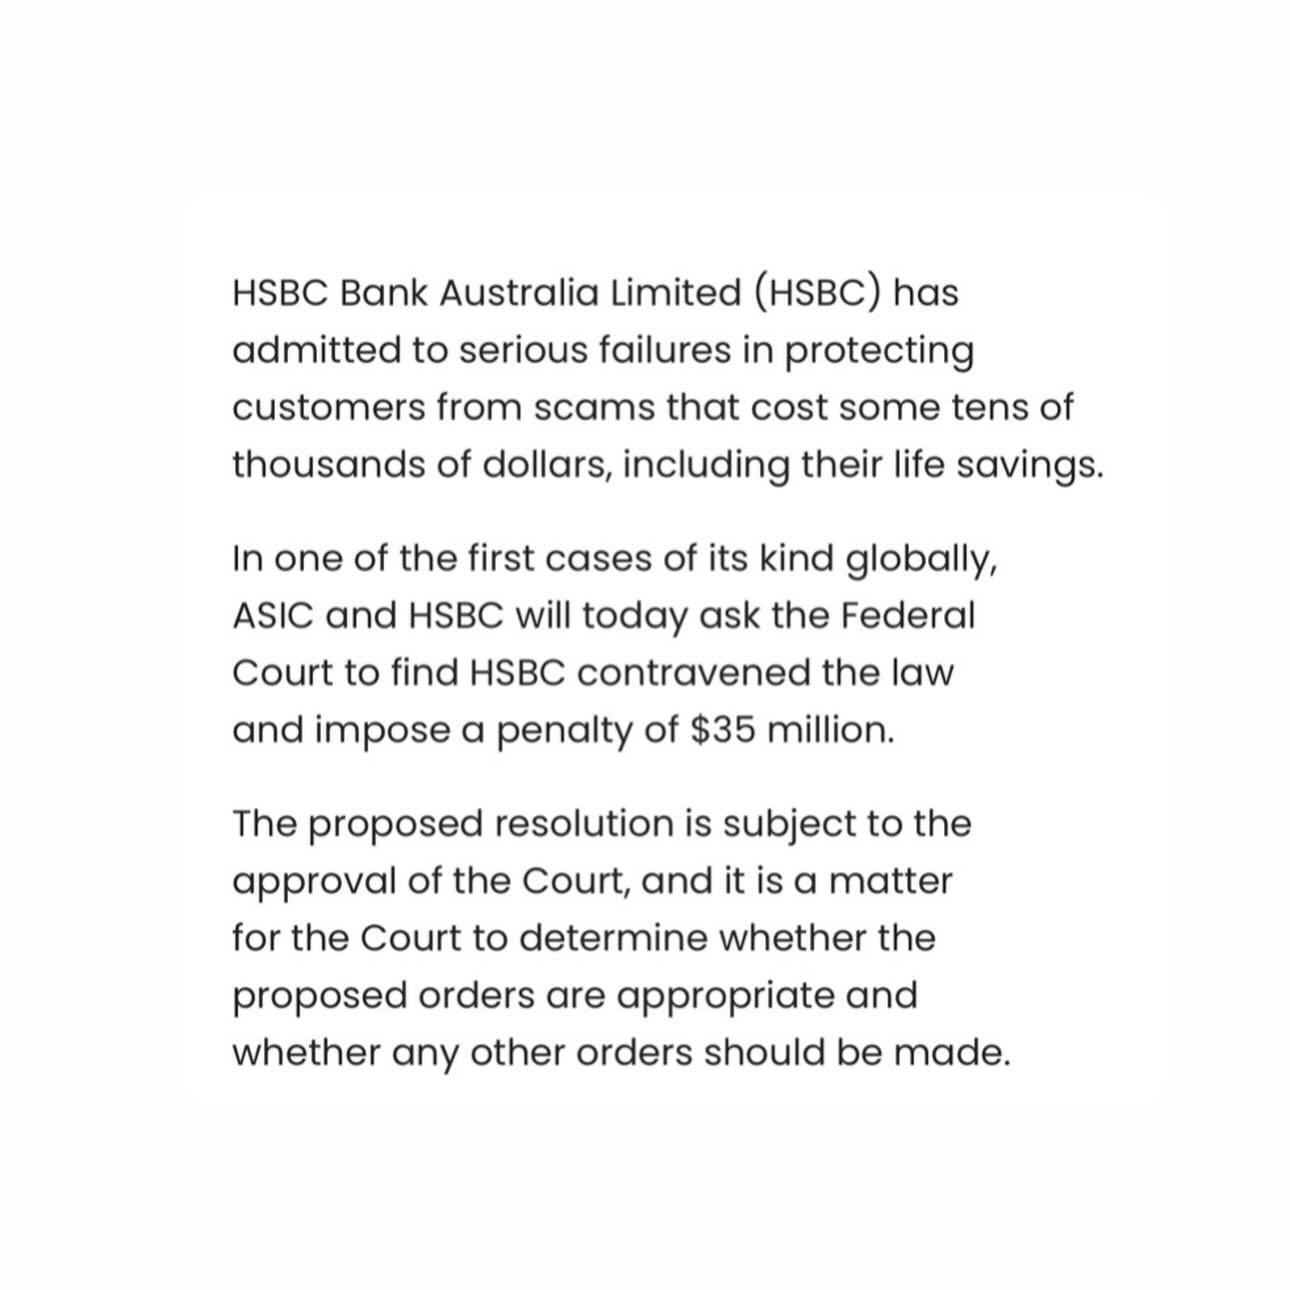 HSBC Bank Australia Limited (HSBC) has
admitted to serious failures in protecting
customers from scams that cost some tens of
thousands of dollars, including their life savings.
In one of the first cases of its kind globally,
ASIC and HSBC will today ask the Federal
Court to find HSBC contravened the law
and impose a penalty of $35 million.
The proposed resolution is subject to the
approval of the Court, and it is a matter
for the Court to determine whether the
proposed orders are appropriate and
whether any other orders should be made.